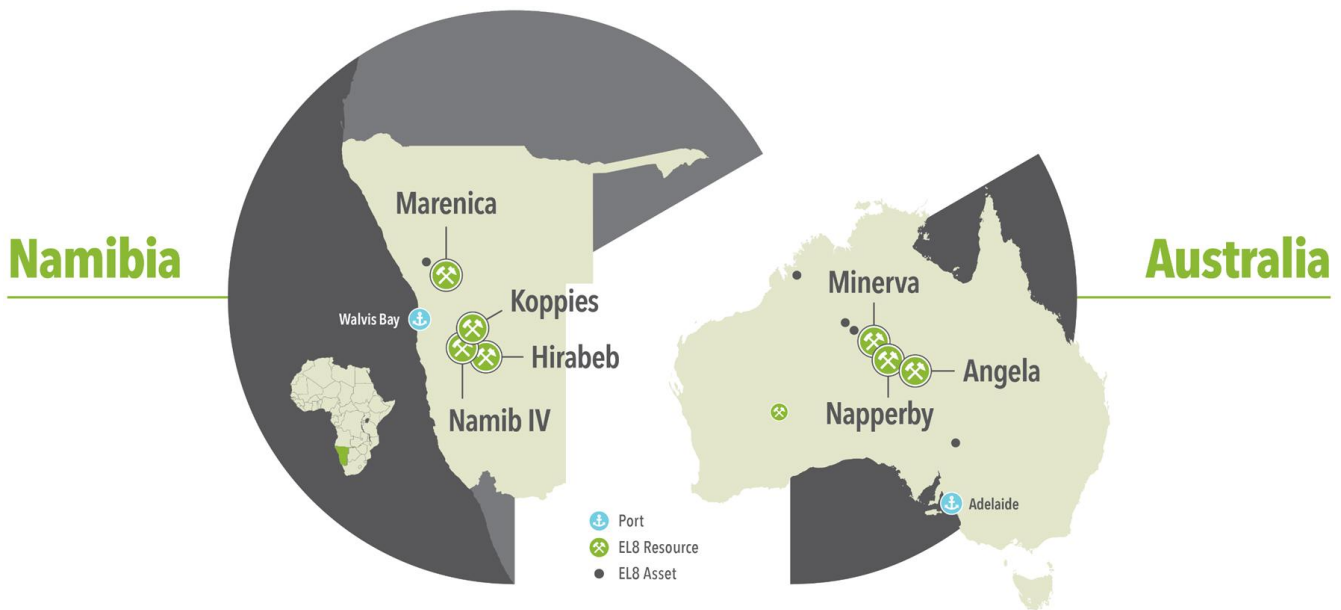 Namibia
Marenica
Koppies
Walvis Bay
Hirabeb
Namib IV
Australia
Minerva
Angela
Napperby
Adelaide
Port
EL8 Resource
EL8 Asset